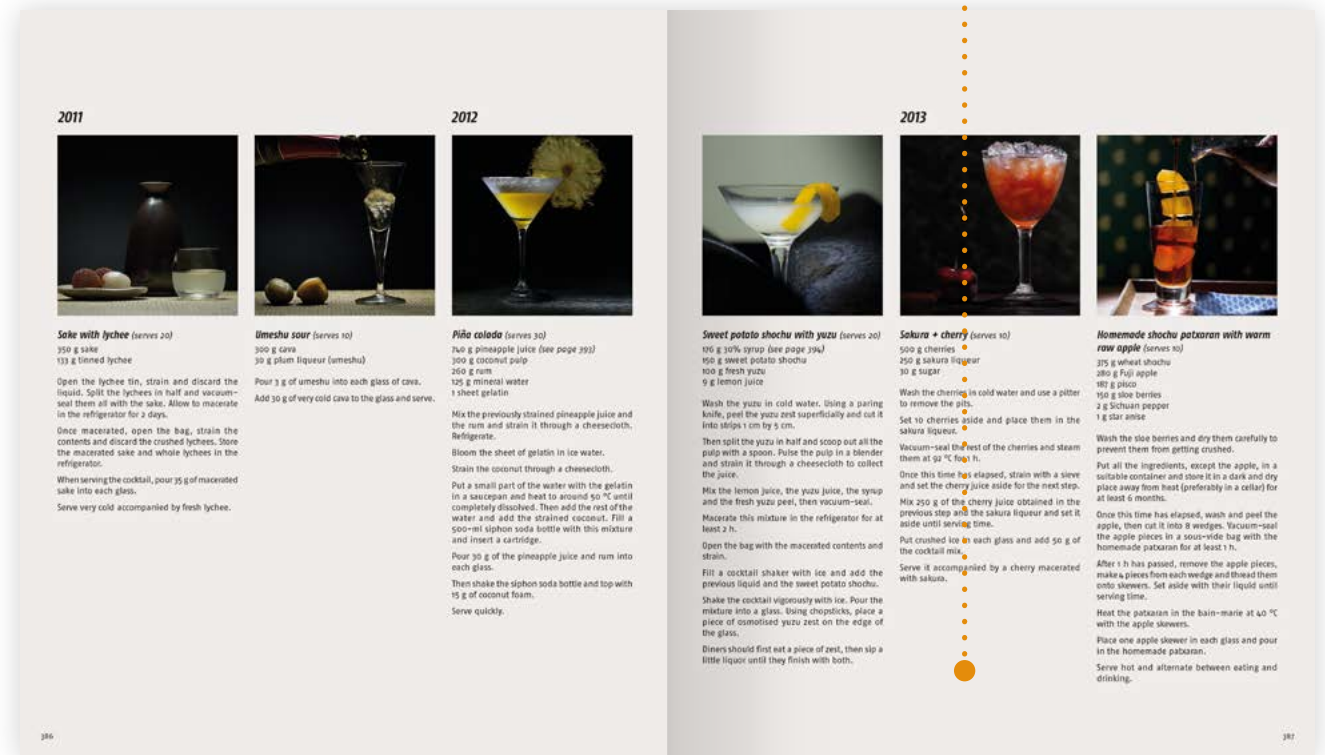 2011
Sake with lychee (serves 20)
350 g sake
133 g tinned lychee
Open the lychee tin, strain and discard the
liquid. Split the lychees in half and vacuum-
seal them all with the sake. Allow to macerate
in the refrigerator for 2 days.
Once macerated, open the bag, strain the
contents and discard the crushed lychees. Store
the macerated sake and whole lychees in the
refrigerator.
When serving the cocktail, pour 35 g of macerated
sake into each glass.
Serve very cold accompanied by fresh lychee.
Umeshu sour (serves 10)
300 g cava
30 g plum liqueur (umeshu)
Pour 3 g of umeshu into each glass of cava.
Add 30 g of very cold cava to the glass and serve.
2012
Piña colada (serves 30)
740 g pineapple juice (see page 393)
300 g coconut pulp
260 g rum
125 g mineral water
1 sheet gelatin
Mix the previously strained pineapple juice and
the rum and strain it through a cheesecloth.
Refrigerate.
Bloom the sheet of gelatin in ice water.
Strain the coconut through a cheesecloth.
Put a small part of the water with the gelatin
in a saucepan and heat to around 50 ºC until
completely dissolved. Then add the rest of the
water and add the strained coconut. Fill a
500-ml siphon soda bottle with this mixture
and insert a cartridge.
Pour 30 g of the pineapple juice and rum into
each glass.
Then shake the siphon soda bottle and top with
15 g of coconut foam.
Serve quickly.
386
Sweet potato shochu with yuzu (serves 20)
176 g 30% syrup (see page 394)
150 g sweet potato shochu
100 g fresh yuzu
9 g lemon juice
Wash the yuzu in cold water. Using a paring
knife, peel the yuzu zest superficially and cut it
into strips 1 cm by 5 cm.
Then split the yuzu in half and scoop out all the
pulp with a spoon. Pulse the pulp in a blender
and strain it through a cheesecloth to collect
the juice.
Mix the lemon juice, the yuzu juice, the syrup
and the fresh yuzu peel, then vacuum-seal.
Macerate this mixture in the refrigerator for at
least 2 h.
Open the bag with the macerated contents and
strain.
Fill a cocktail shaker with ice and add the
previous liquid and the sweet potato shochu.
Shake the cocktail vigorously with ice. Pour the
mixture into a glass. Using chopsticks, place a
piece of osmotised yuzu zest on the edge of
the glass.
Diners should first eat a piece of zest, then sip a
little liquor until they finish with both.
2013
Sakura + cherry (serves 10)
500 g cherries
250 g sakura liqueur
30 g sugar
Wash the cherries in cold water and use a pitter
to remove the pits.
Set 10 cherries aside and place them in the
sakura liqueur.
Vacuum-seal the rest of the cherries and steam
them at 92 ºC for 1 h.
Once this time has elapsed, strain with a sieve
and set the cherry juice aside for the next step.
Mix 250 g of the cherry juice obtained in the
previous step and the sakura liqueur and set it
aside until serving time.
Put crushed ice in each glass and add 50 g of
the cocktail mix.
Serve it accompanied by a cherry macerated
with sakura.
Homemade shochu patxaran with warm
raw apple (serves 10)
375 g wheat shochu
280 g Fuji apple
187 g pisco
150 g sloe berries
2 g Sichuan pepper
1 g star anise
Wash the sloe berries and dry them carefully to
prevent them from getting crushed.
Put all the ingredients, except the apple, in a
suitable container and store it in a dark and dry
place away from heat (preferably in a cellar) for
at least 6 months.
Once this time has elapsed, wash and peel the
apple, then cut it into 8 wedges. Vacuum-seal
the apple pieces in a sous-vide bag with the
homemade patxaran for at least 1 h.
After 1 h has passed, remove the apple pieces,
make 4 pieces from each wedge and thread them
onto skewers. Set aside with their liquid until
serving time.
Heat the patxaran in the bain-marie at 40 ºC
with the apple skewers.
Place one apple skewer in each glass and pour
in the homemade patxaran.
Serve hot and alternate between eating and
drinking.
387